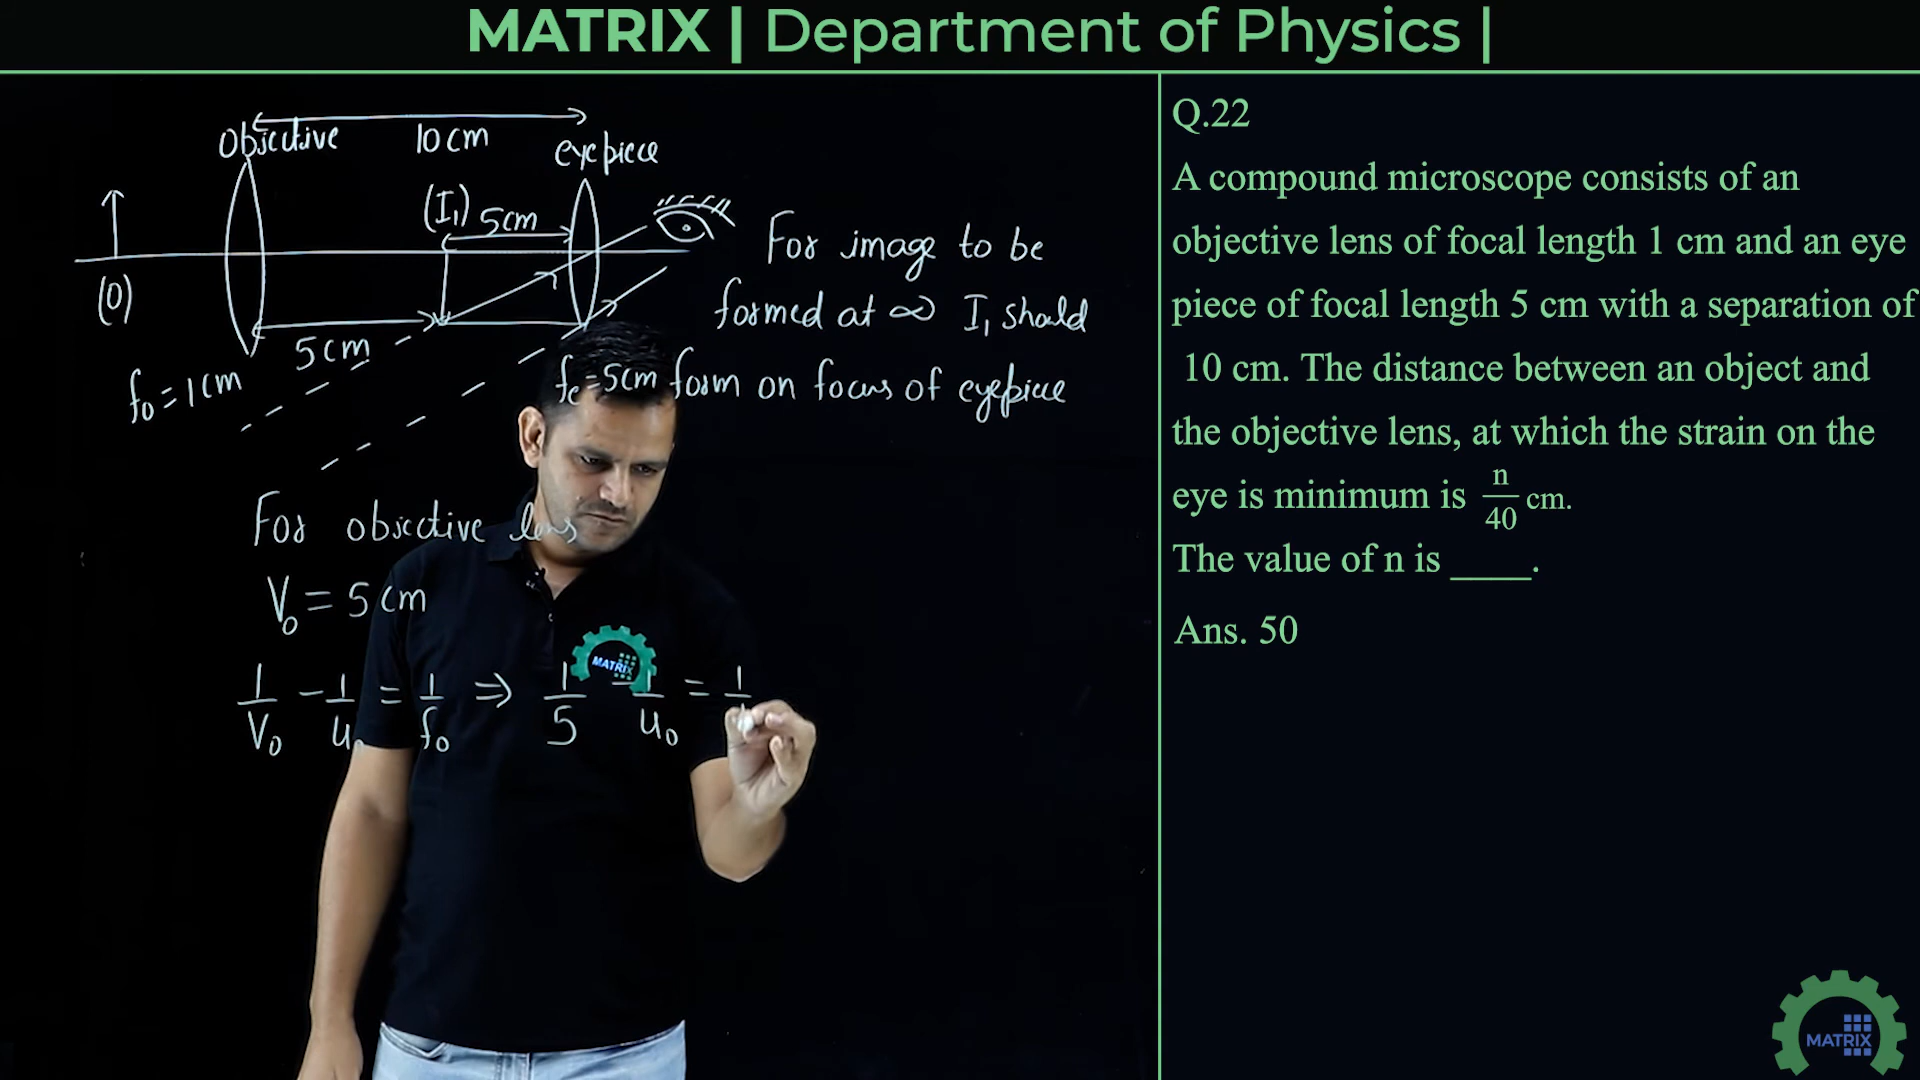 MATRIX | Department of Physics |
Objective
10cm
eyepiece
(I₁)
5cm
(O)
5cm
f₀ = 1cm
fe = 5cm
For image to be
formed at ∞ I₁ should
form on focus of eyepiece
For objective lens
V₀ = 5cm
1/V₀ - 1/u₀ = 1/f₀ ⇒ 1/5 - 1/u₀ = 1/
MATRIX
Q.22
A compound microscope consists of an
objective lens of focal length 1 cm and an eye
piece of focal length 5 cm with a separation of
10 cm. The distance between an object and
the objective lens, at which the strain on the
eye is minimum is n/40 cm.
The value of n is ____.
Ans. 50
MATRIX